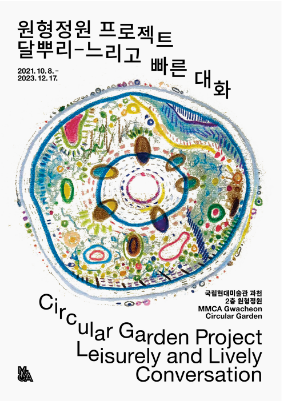 원형정원 프로젝트
달뿌리–느리고 빠른 대화
2021. 10. 8. –
2023. 12. 17.
국립현대미술관 과천
2층 원형정원
MMCA Gwacheon
Circular Garden
Circular Garden Project
Leisurely and Lively
Conversation